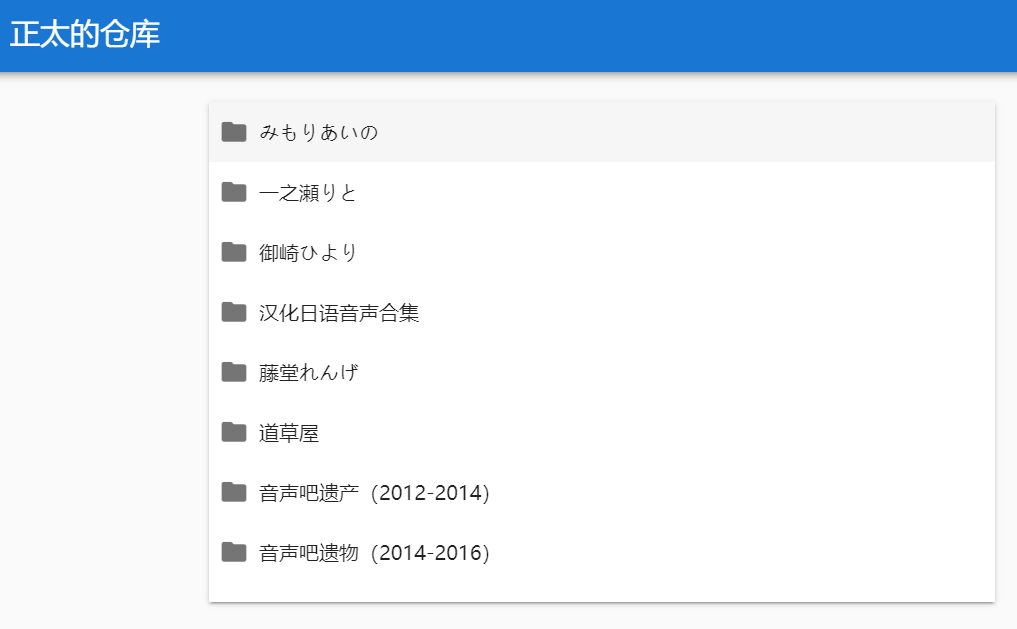 正太的仓库
みもりあいの
一之瀬りと
御崎ひより
汉化日语音声合集
藤堂れんげ
道草屋
音声吧遗产（2012-2014）
音声吧遗物（2014-2016）